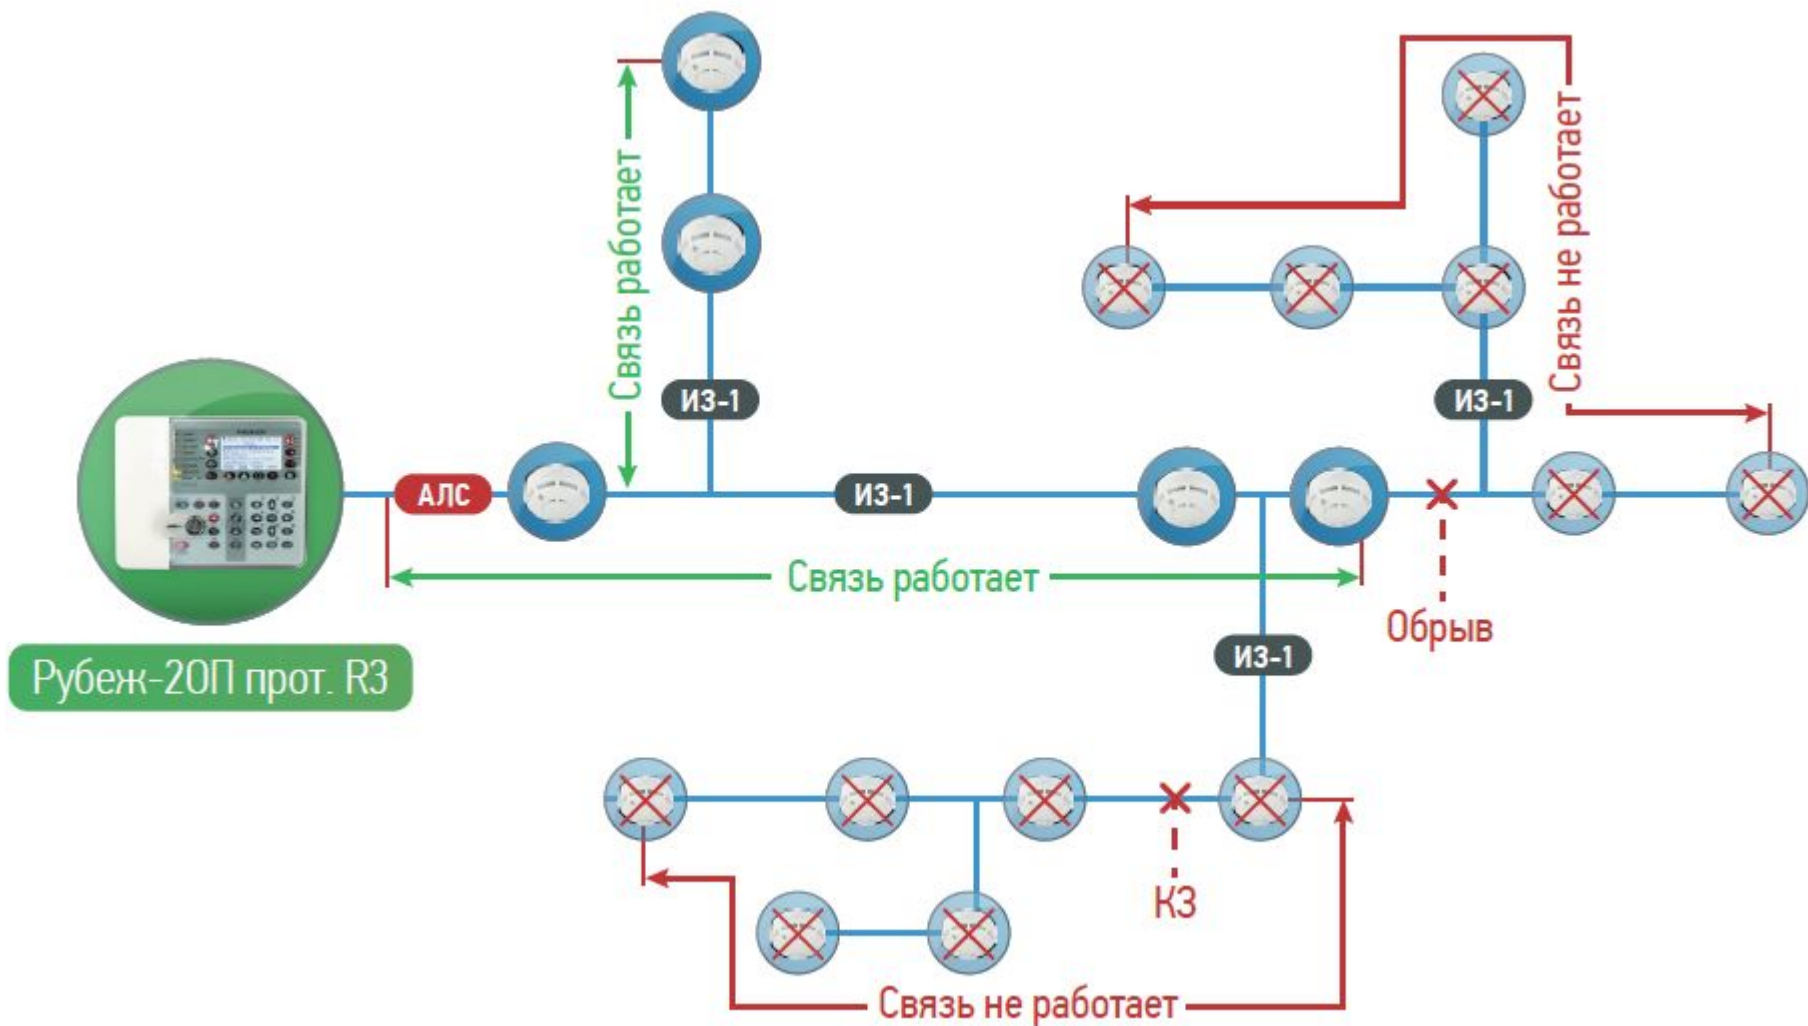 Связь работает
Связь не работает
ИЗ-1
ИЗ-1
АЛС
ИЗ-1
Связь работает
Обрыв
ИЗ-1
Рубеж-2ОП прот. R3
КЗ
Связь не работает